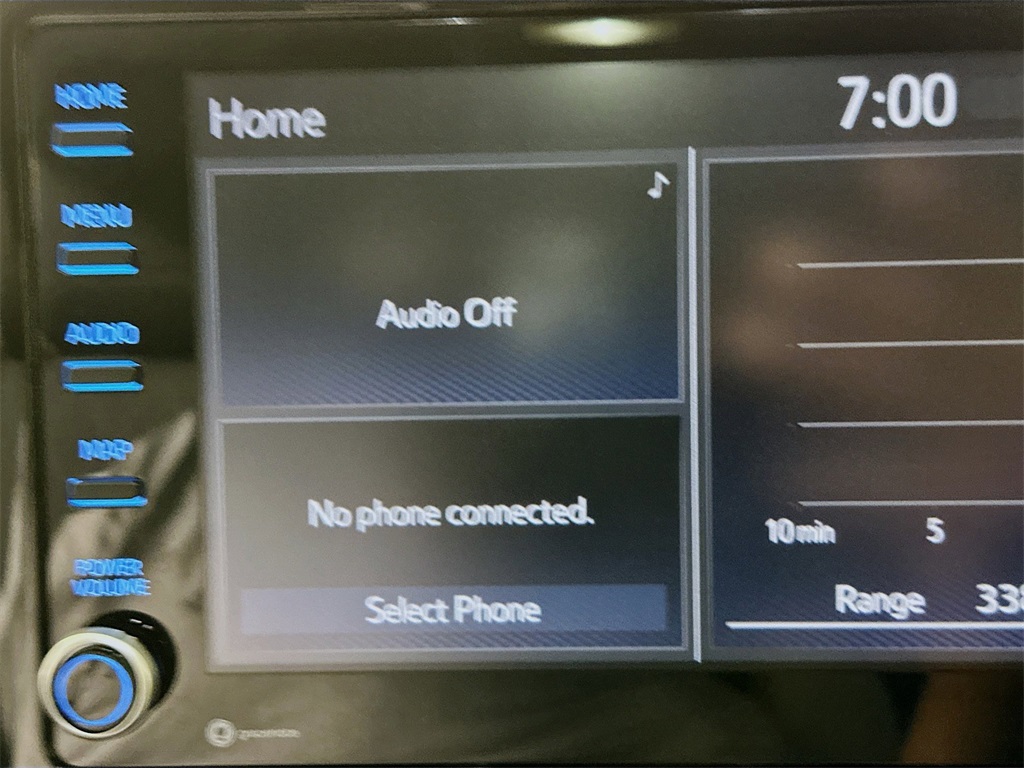 HOME
MENU
AUDIO
MAP
POWER
VOLUME
Home
7:00
Audio Off
No phone connected.
Select Phone
10 min 5
Range 338